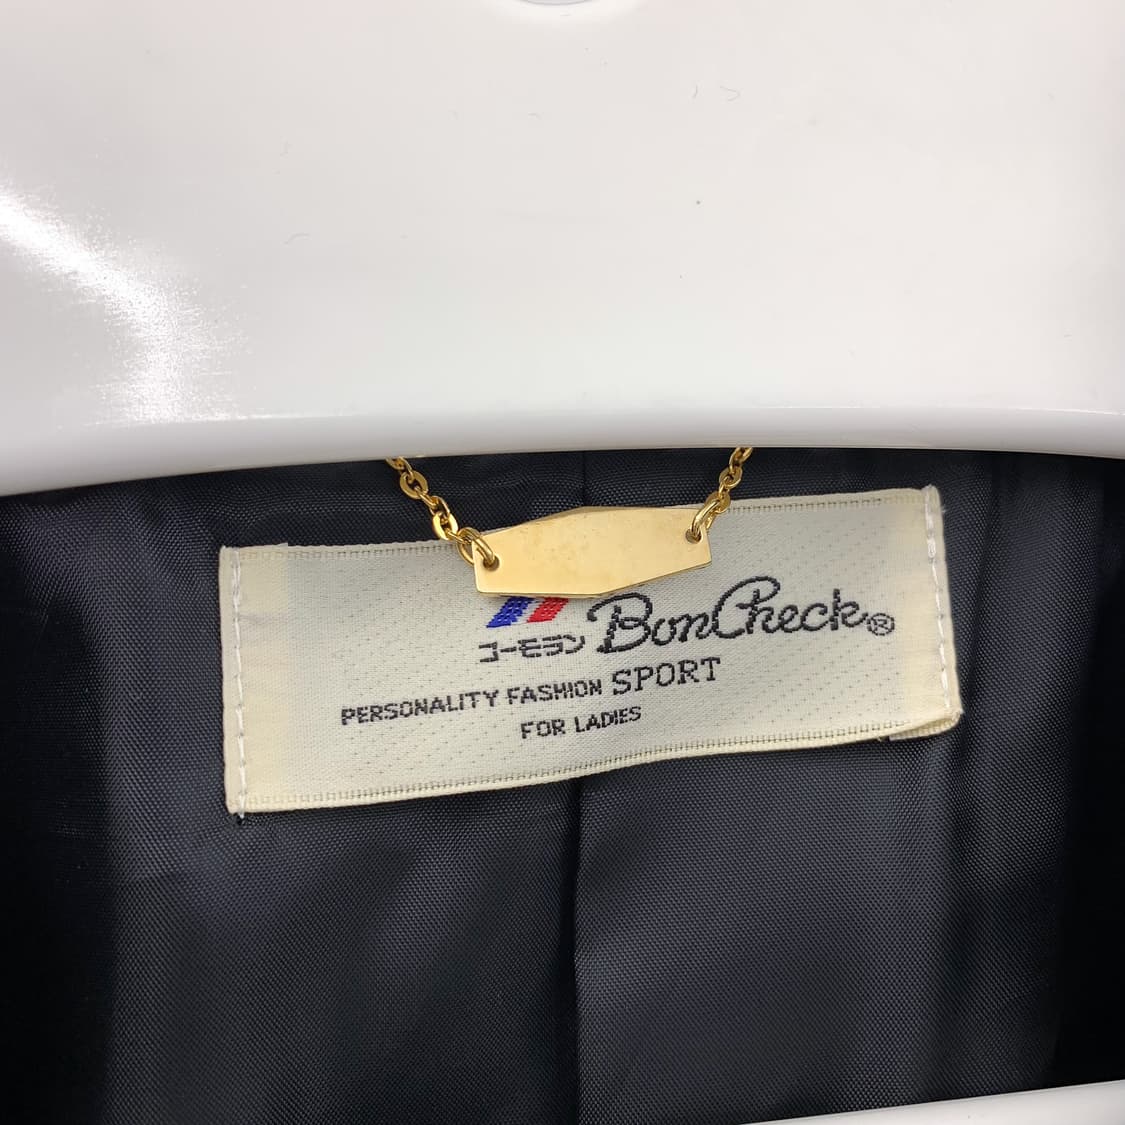 コーモラン BonCheck®
PERSONALITY FASHION SPORT
FOR LADIES